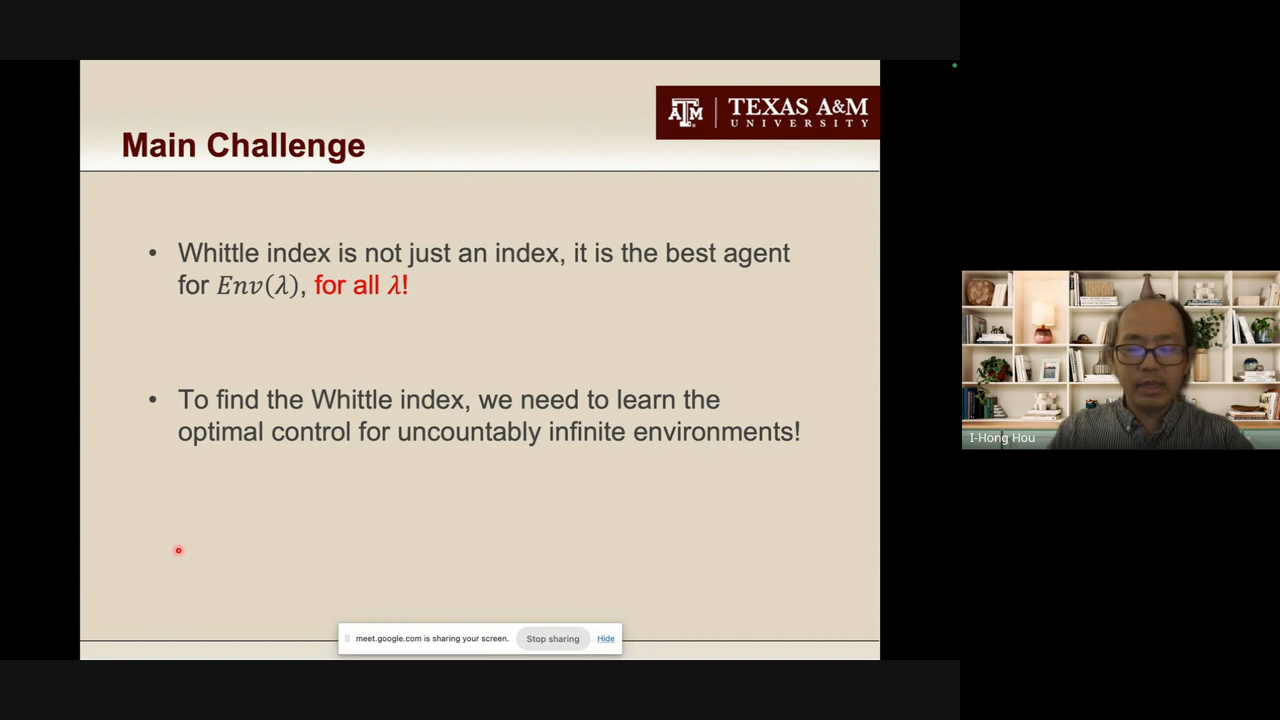 TEXAS A&M
UNIVERSITY
Main Challenge
• Whittle index is not just an index, it is the best agent
for 𝐸𝑛𝑣(𝜆), for all 𝜆!
• To find the Whittle index, we need to learn the
optimal control for uncountably infinite environments!
I-Hong Hou
meet.google.com is sharing your screen. Stop sharing Hide